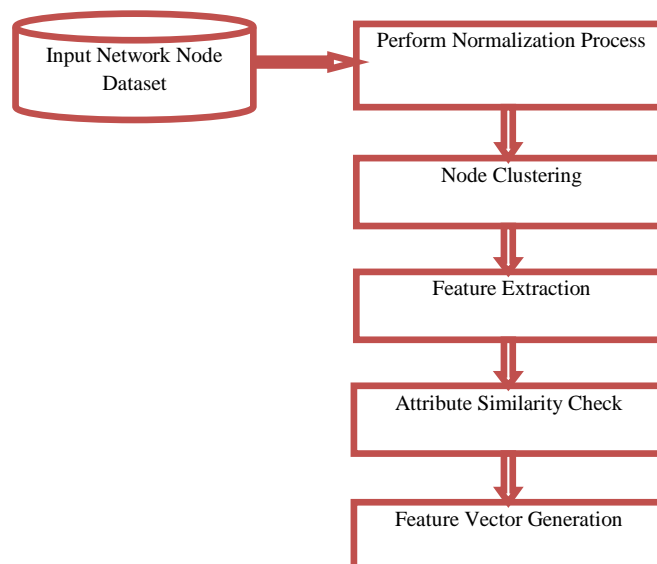 Input Network Node
Dataset
Perform Normalization Process
Node Clustering
Feature Extraction
Attribute Similarity Check
Feature Vector Generation